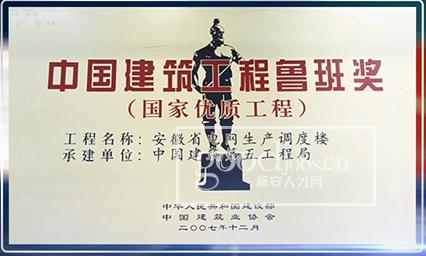 中国建筑工程鲁班奖
（国家优质工程）
工程名称：安徽省电网生产调度楼
承建单位：中国建筑第五工程局
goodjobs.cn
新安人才网
中华人民共和国建设部
中国建筑业协会
二〇〇七年十二月